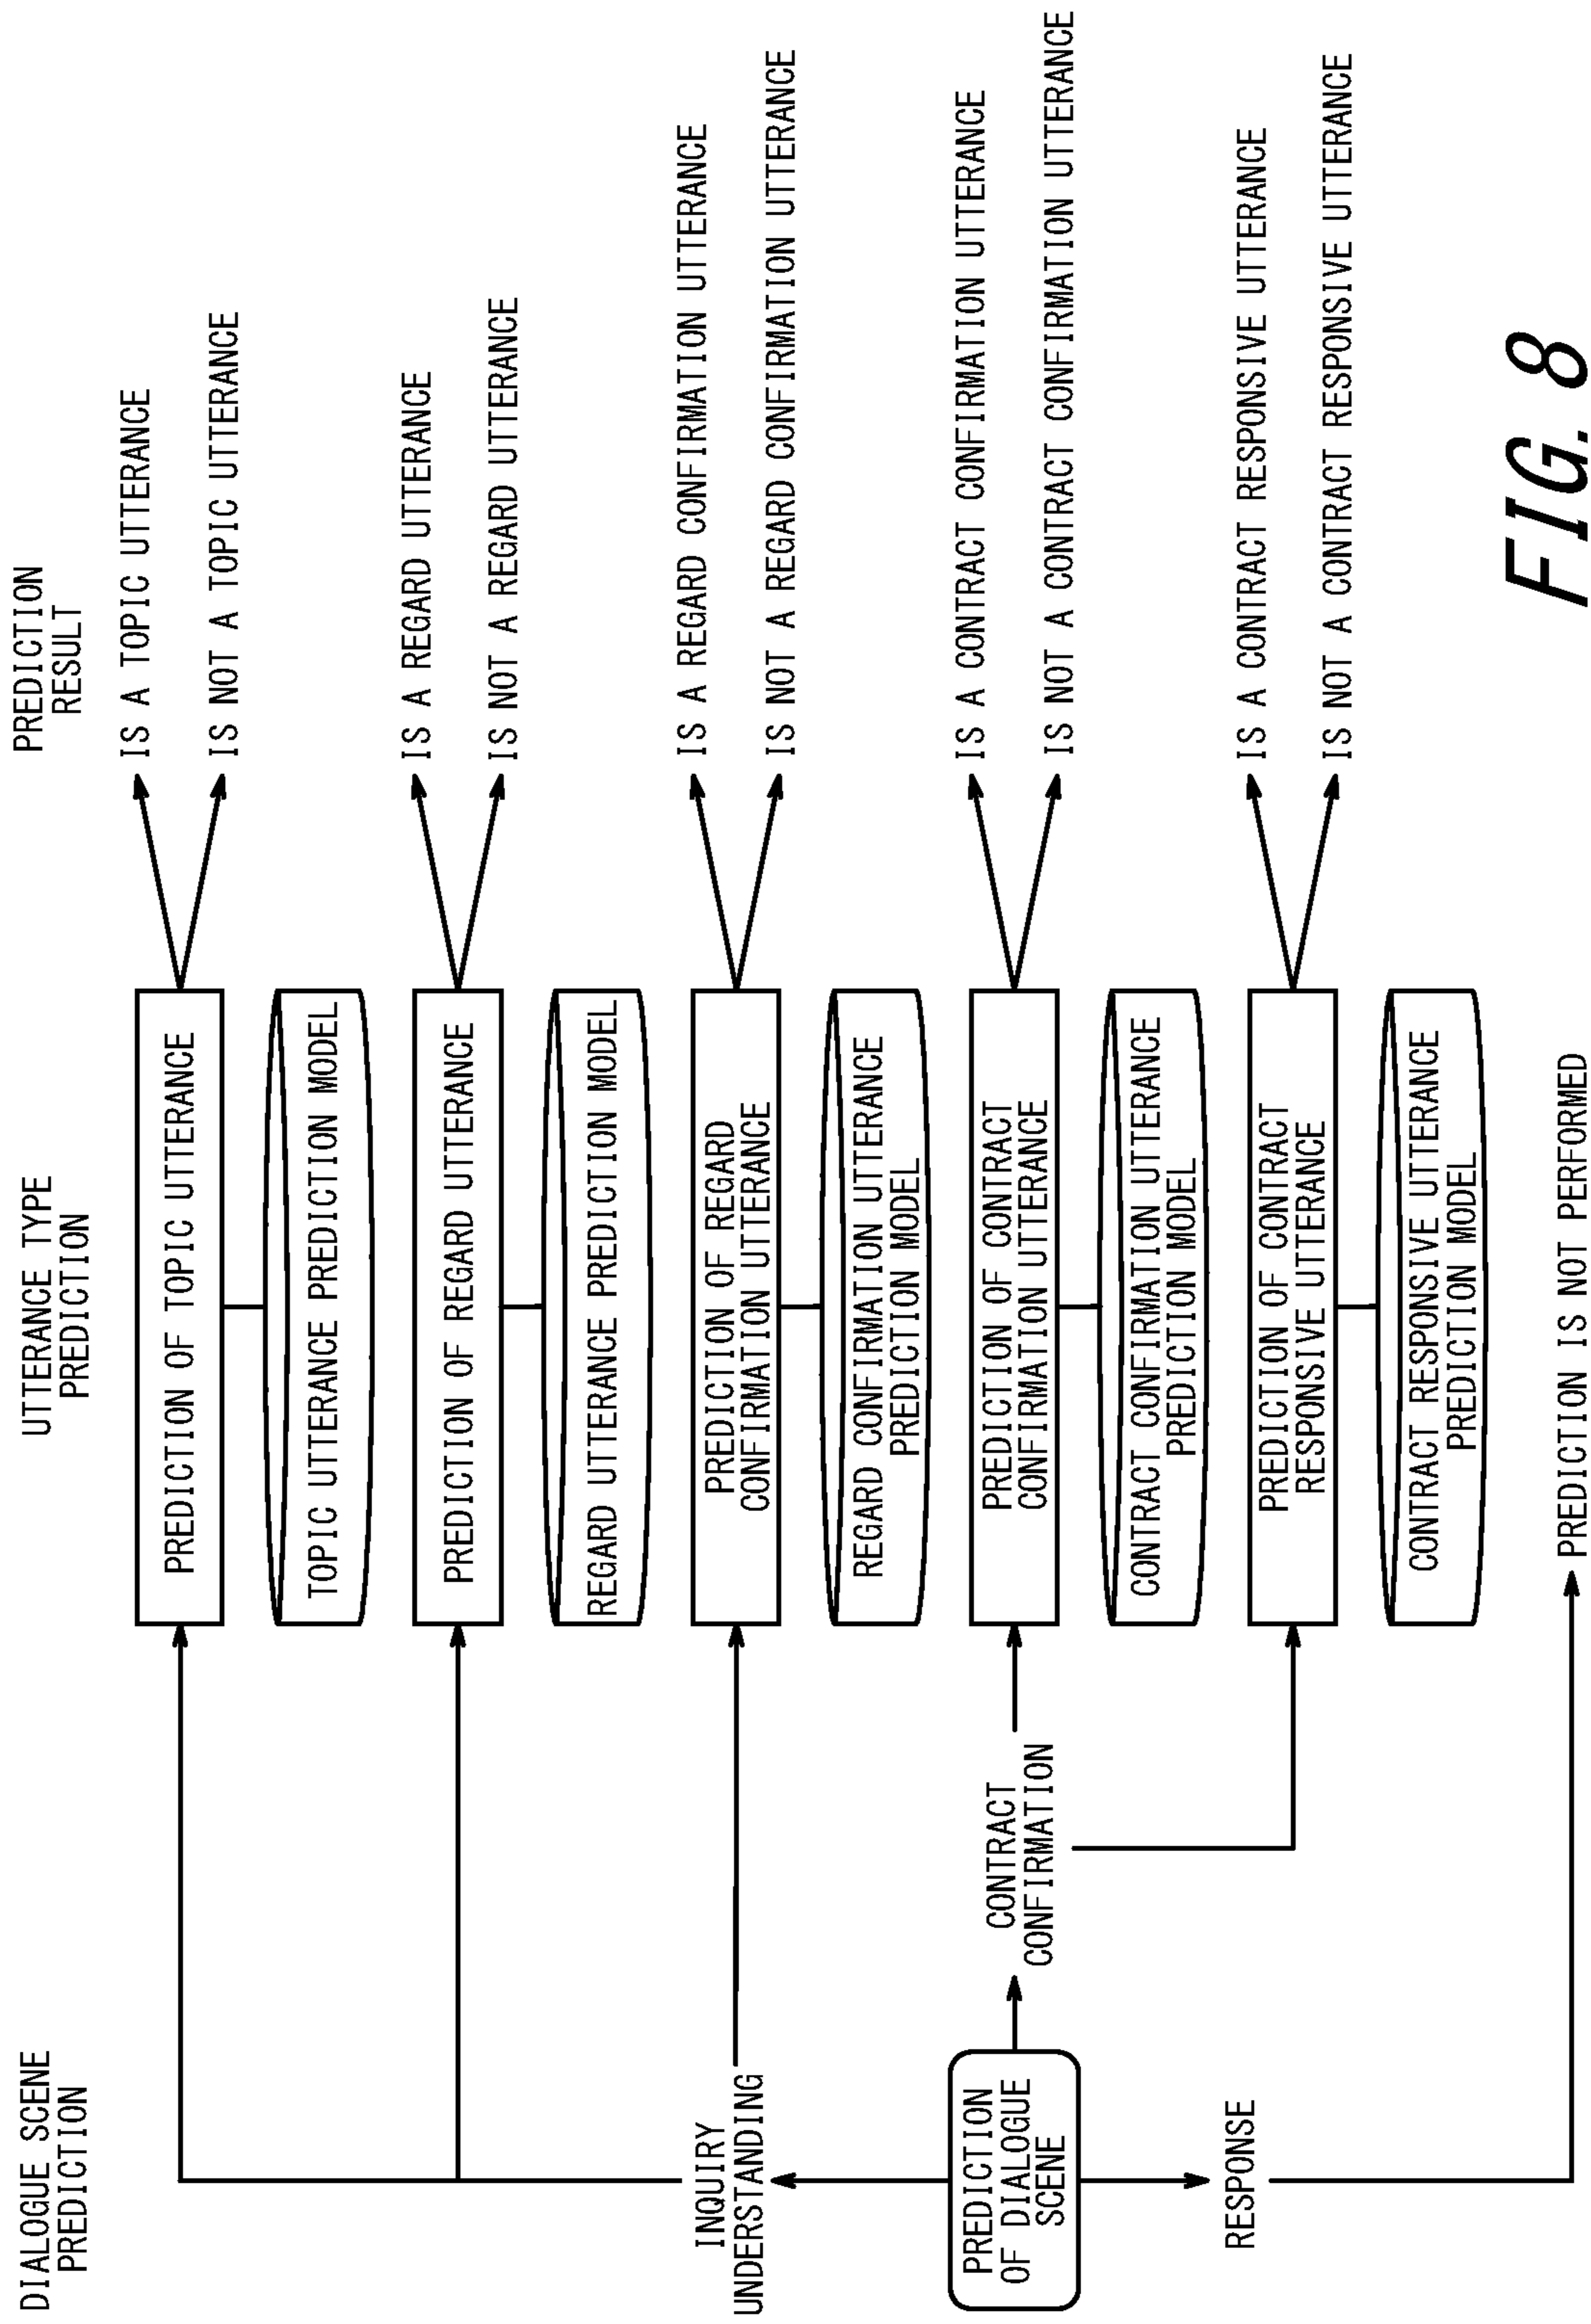 DIALOGUE SCENE
PREDICTION
UTTERANCE TYPE
PREDICTION
PREDICTION
RESULT
PREDICTION OF TOPIC UTTERANCE
TOPIC UTTERANCE PREDICTION MODEL
IS A TOPIC UTTERANCE
IS NOT A TOPIC UTTERANCE
PREDICTION OF REGARD UTTERANCE
REGARD UTTERANCE PREDICTION MODEL
IS A REGARD UTTERANCE
IS NOT A REGARD UTTERANCE
INQUIRY
UNDERSTANDING
PREDICTION OF REGARD
CONFIRMATION UTTERANCE
REGARD CONFIRMATION UTTERANCE
PREDICTION MODEL
IS A REGARD CONFIRMATION UTTERANCE
IS NOT A REGARD CONFIRMATION UTTERANCE
PREDICTION
OF DIALOGUE
SCENE
CONTRACT
CONFIRMATION
PREDICTION OF CONTRACT
CONFIRMATION UTTERANCE
CONTRACT CONFIRMATION UTTERANCE
PREDICTION MODEL
IS A CONTRACT CONFIRMATION UTTERANCE
IS NOT A CONTRACT CONFIRMATION UTTERANCE
PREDICTION OF CONTRACT
RESPONSIVE UTTERANCE
CONTRACT RESPONSIVE UTTERANCE
PREDICTION MODEL
IS A CONTRACT RESPONSIVE UTTERANCE
IS NOT A CONTRACT RESPONSIVE UTTERANCE
RESPONSE
PREDICTION IS NOT PERFORMED
FIG. 8